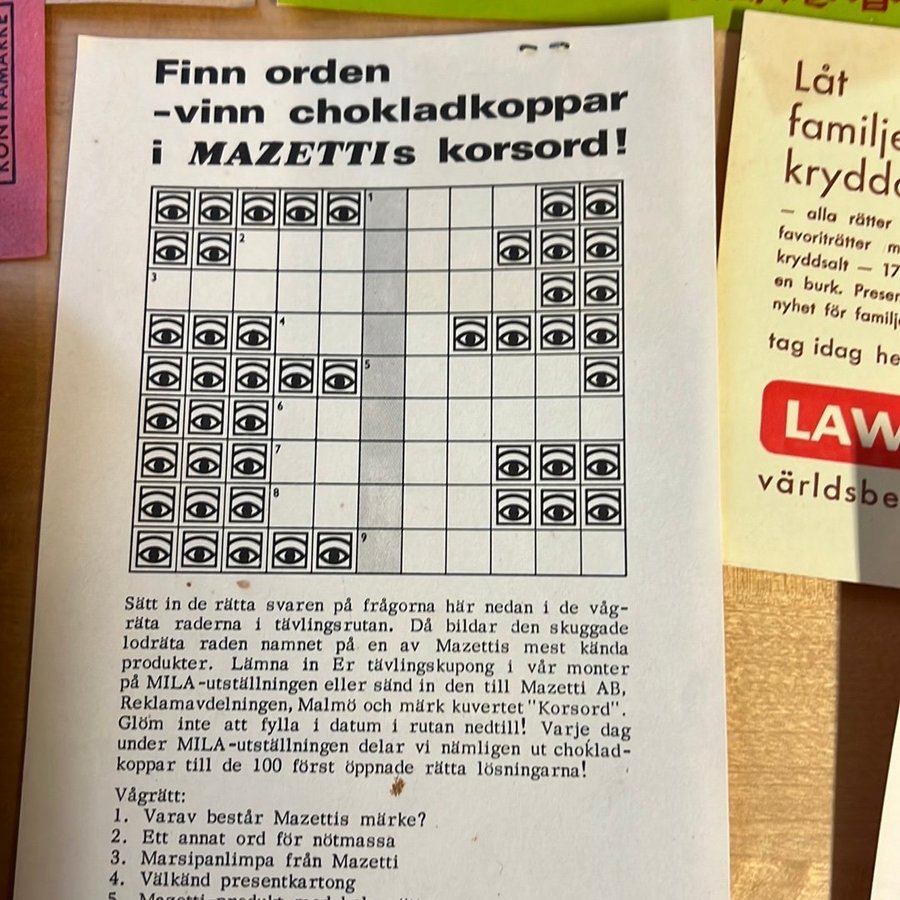 KONTRAMÄRKE
Finn orden
-vinn chokladkoppar
i MAZETTIs korsord!
1
2
3
4
5
6
7
8
9
Sätt in de rätta svaren på frågorna här nedan i de våg-
räta raderna i tävlingsrutan. Då bildar den skuggade
lodräta raden namnet på en av Mazettis mest kända
produkter. Lämna in Er tävlingskupong i vår monter
på MILA-utställningen eller sänd in den till Mazetti AB,
Reklamavdelningen, Malmö och märk kuvertet "Korsord".
Glöm inte att fylla i datum i rutan nedtill! Varje dag
under MILA-utställningen delar vi nämligen ut choklad-
koppar till de 100 först öppnade rätta lösningarna!
Vågrätt:
1. Varav består Mazettis märke?
2. Ett annat ord för nötmassa
3. Marsipanlimpa från Mazetti
4. Välkänd presentkartong
5. Mazetti
Låt
familje
krydda
— alla rätter
favoriträtter m
kryddsalt — 17
en burk. Presen
nyhet för familj
tag idag he
LAW
världsbe